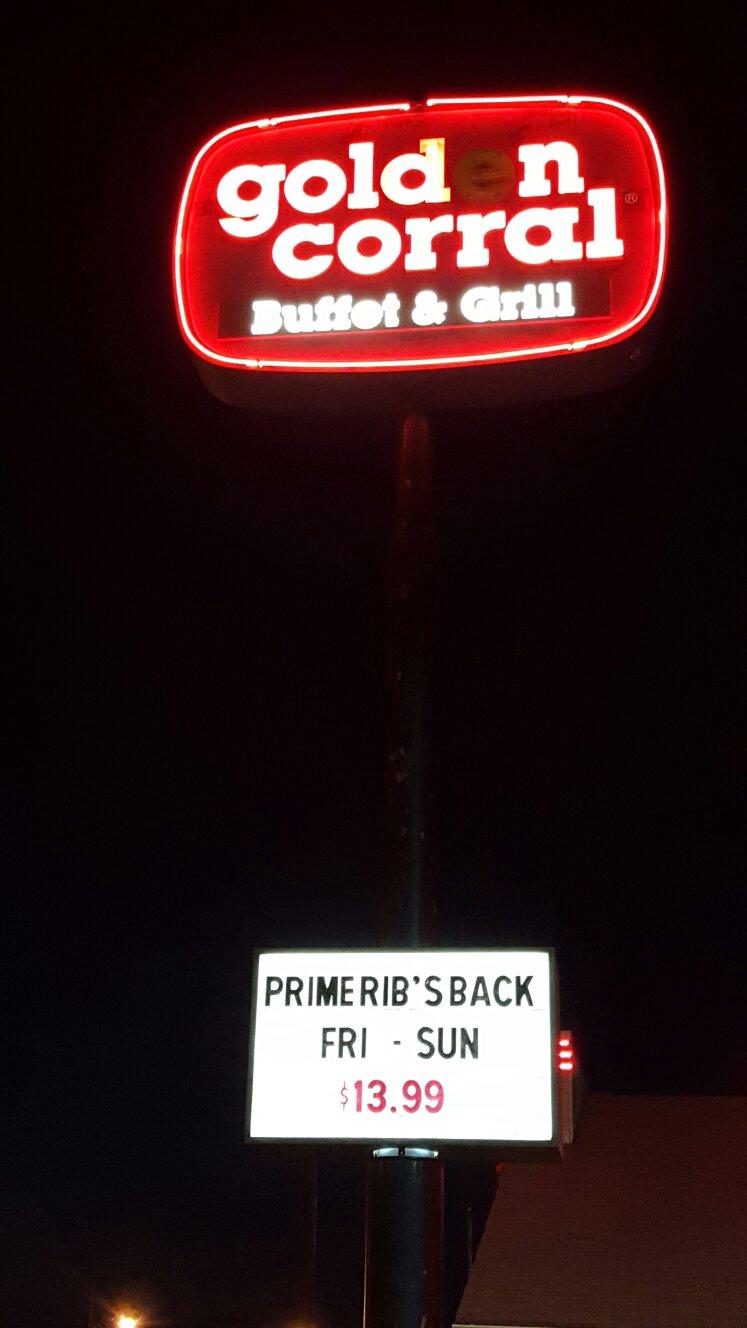 golden
corral®
Buffet & Grill
PRIME RIB'S BACK
FRI - SUN
$13.99